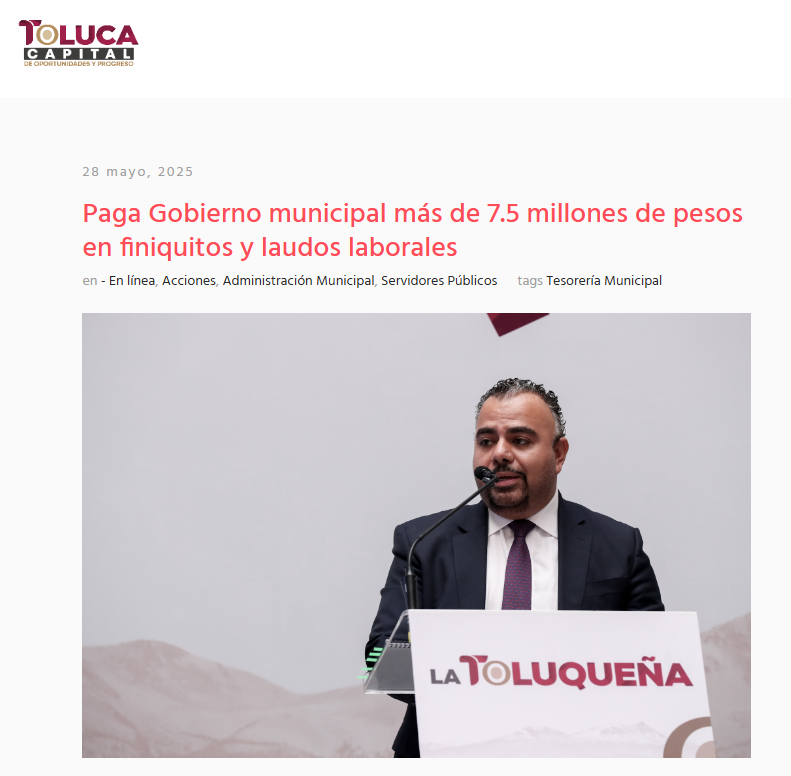 TOLUCA
CAPITAL
DE OPORTUNIDADES Y PROGRESO
28 mayo, 2025
Paga Gobierno municipal más de 7.5 millones de pesos
en finiquitos y laudos laborales
en - En línea, Acciones, Administración Municipal, Servidores Públicos tags Tesorería Municipal
LA TOLUQUEÑA